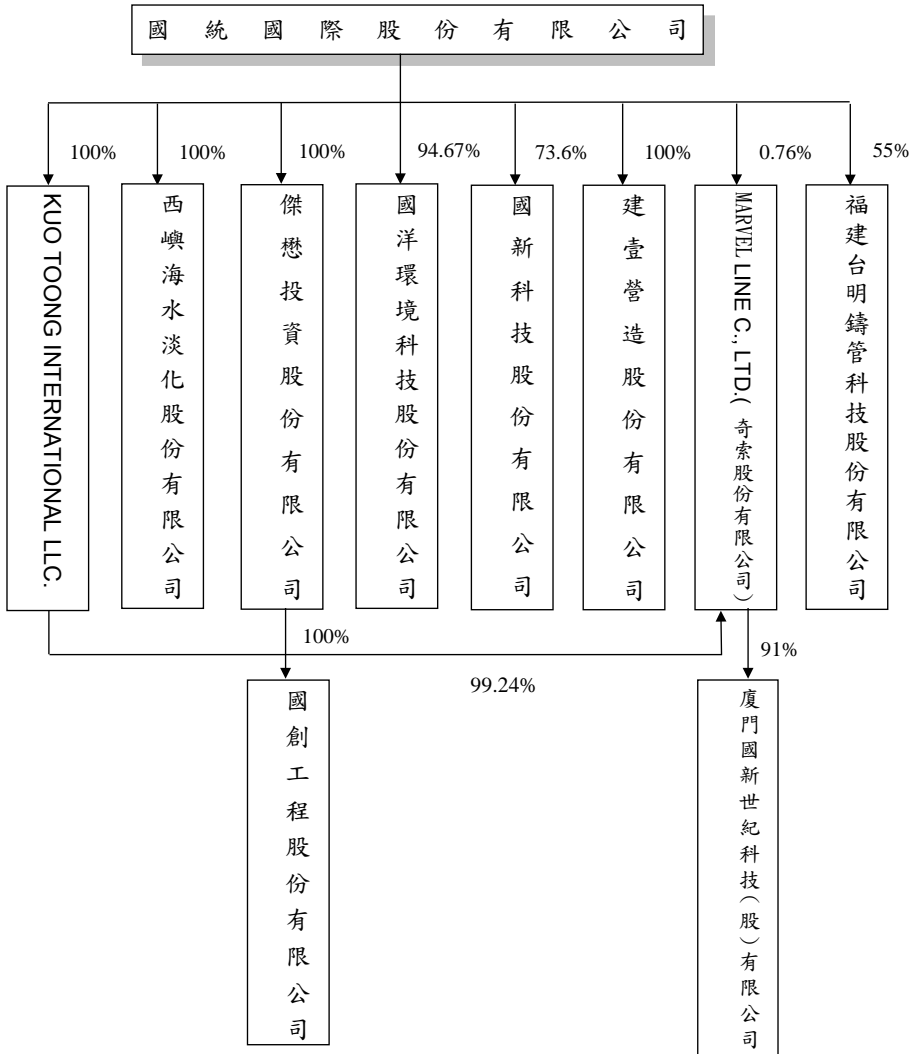 國統國際股份有限公司
100%
100%
100%
94.67%
73.6%
100%
0.76%
55%
KUO TOONG INTERNATIONAL LLC.
西嶼海水淡化股份有限公司
傑懋投資股份有限公司
國洋環境科技股份有限公司
國新科技股份有限公司
建壹營造股份有限公司
MARVEL LINE C., LTD.(奇索股份有限公司)
福建台明鑄管科技股份有限公司
100%
99.24%
91%
國創工程股份有限公司
廈門國新世紀科技(股)有限公司